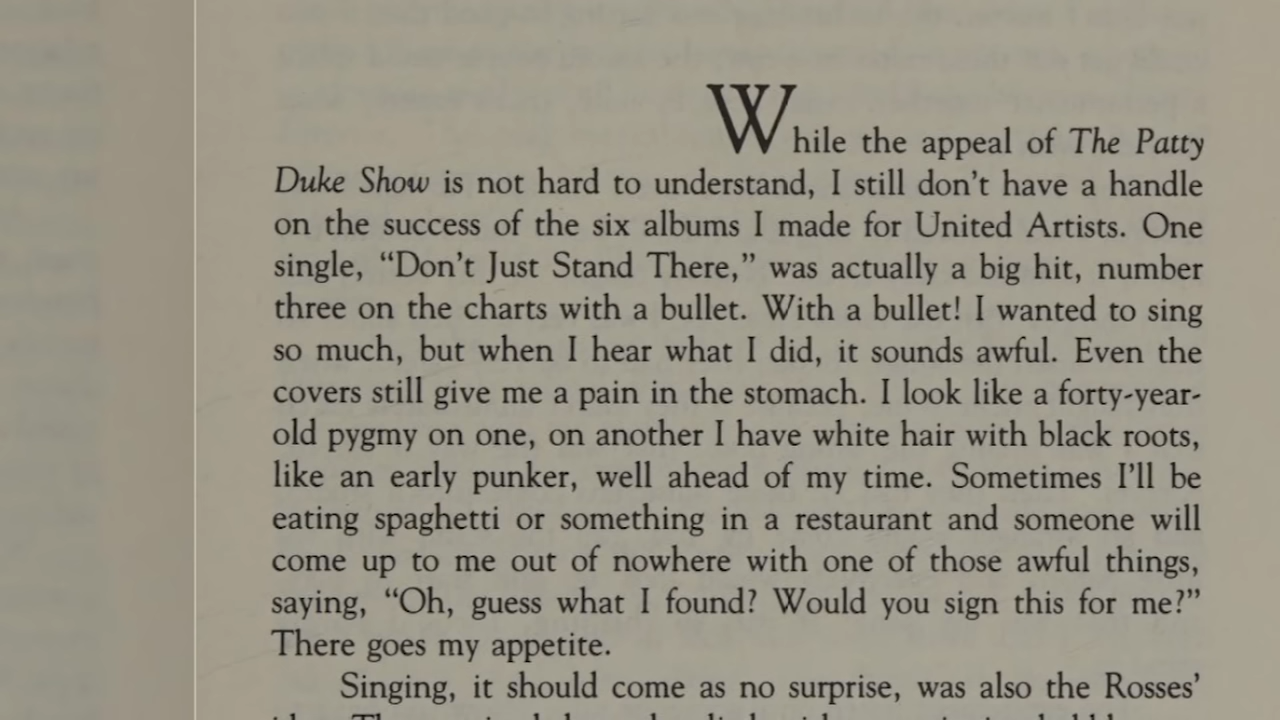 While the appeal of The Patty
Duke Show is not hard to understand, I still don't have a handle
on the success of the six albums I made for United Artists. One
single, “Don't Just Stand There,” was actually a big hit, number
three on the charts with a bullet. With a bullet! I wanted to sing
so much, but when I hear what I did, it sounds awful. Even the
covers still give me a pain in the stomach. I look like a forty-year-
old pygmy on one, on another I have white hair with black roots,
like an early punker, well ahead of my time. Sometimes I'll be
eating spaghetti or something in a restaurant and someone will
come up to me out of nowhere with one of those awful things,
saying, “Oh, guess what I found? Would you sign this for me?”
There goes my appetite.
Singing, it should come as no surprise, was also the Rosses'